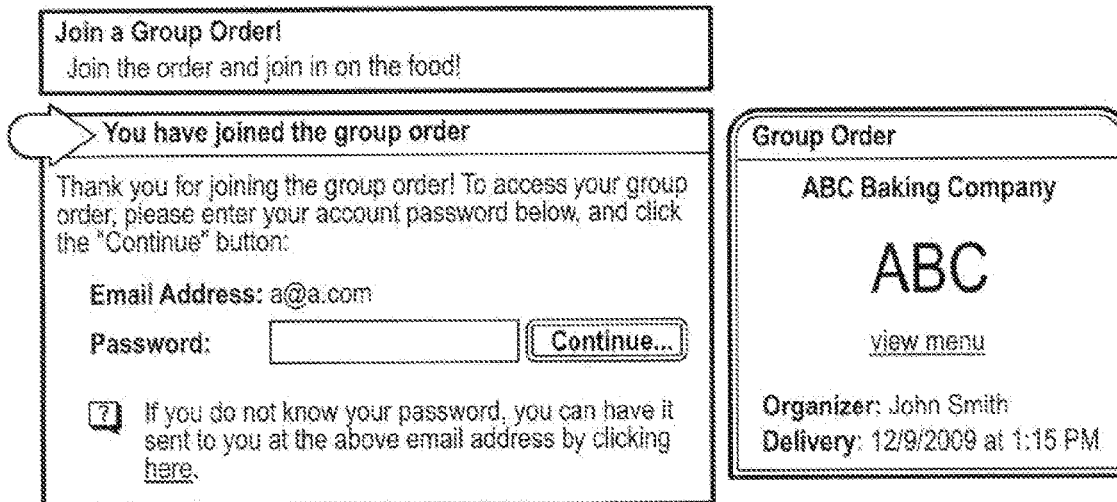 Join a Group Order!
Join the order and join in on the food!
You have joined the group order
Thank you for joining the group order! To access your group
order, please enter your account password below, and click
the "Continue" button:
Email Address: a@a.com
Password:
Continue...
? If you do not know your password, you can have it
sent to you at the above email address by clicking
here.
Group Order
ABC Baking Company
ABC
view menu
Organizer: John Smith
Delivery: 12/9/2009 at 1:15 PM